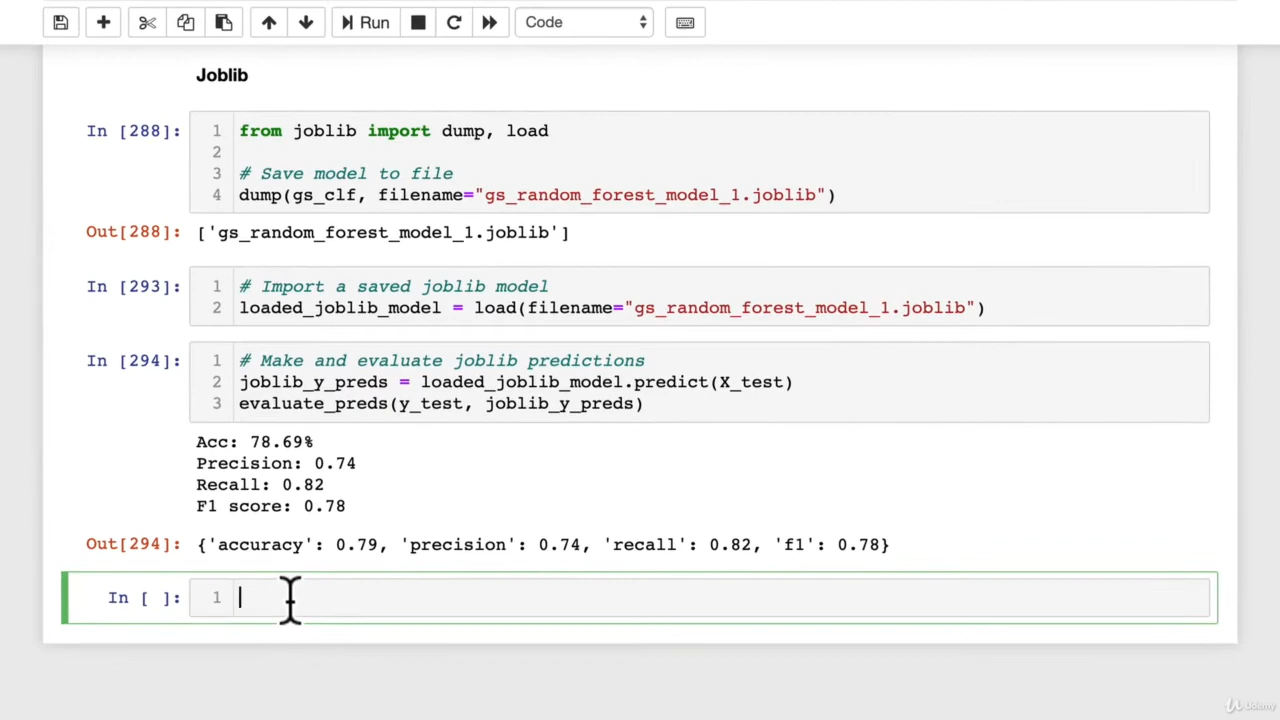 Run
Code
Joblib
In [288]:
1 from joblib import dump, load
2
3 # Save model to file
4 dump(gs_clf, filename="gs_random_forest_model_1.joblib")
Out[288]: ['gs_random_forest_model_1.joblib']
In [293]:
1 # Import a saved joblib model
2 loaded_joblib_model = load(filename="gs_random_forest_model_1.joblib")
In [294]:
1 # Make and evaluate joblib predictions
2 joblib_y_preds = loaded_joblib_model.predict(X_test)
3 evaluate_preds(y_test, joblib_y_preds)
Acc: 78.69%
Precision: 0.74
Recall: 0.82
F1 score: 0.78
Out[294]: {'accuracy': 0.79, 'precision': 0.74, 'recall': 0.82, 'f1': 0.78}
In [ ]: 1
Udemy